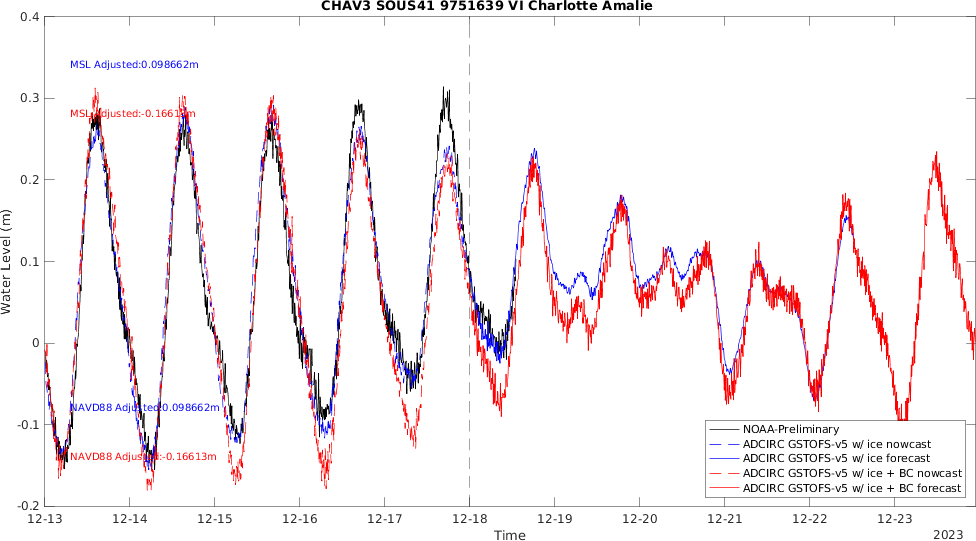 CHAV3 SOUS41 9751639 VI Charlotte Amalie
0.4
0.3
0.2
0.1
0
-0.1
-0.2
Water Level (m)
MSL Adjusted:0.098662m
MSL Adjusted:-0.16613m
NAVD88 Adjusted:0.098662m
NAVD88 Adjusted:-0.16613m
NOAA-Preliminary
ADCIRC GSTOFS-v5 w/ ice nowcast
ADCIRC GSTOFS-v5 w/ ice forecast
ADCIRC GSTOFS-v5 w/ ice + BC nowcast
ADCIRC GSTOFS-v5 w/ ice + BC forecast
12-13 12-14 12-15 12-16 12-17 12-18 12-19 12-20 12-21 12-22 12-23
Time
2023